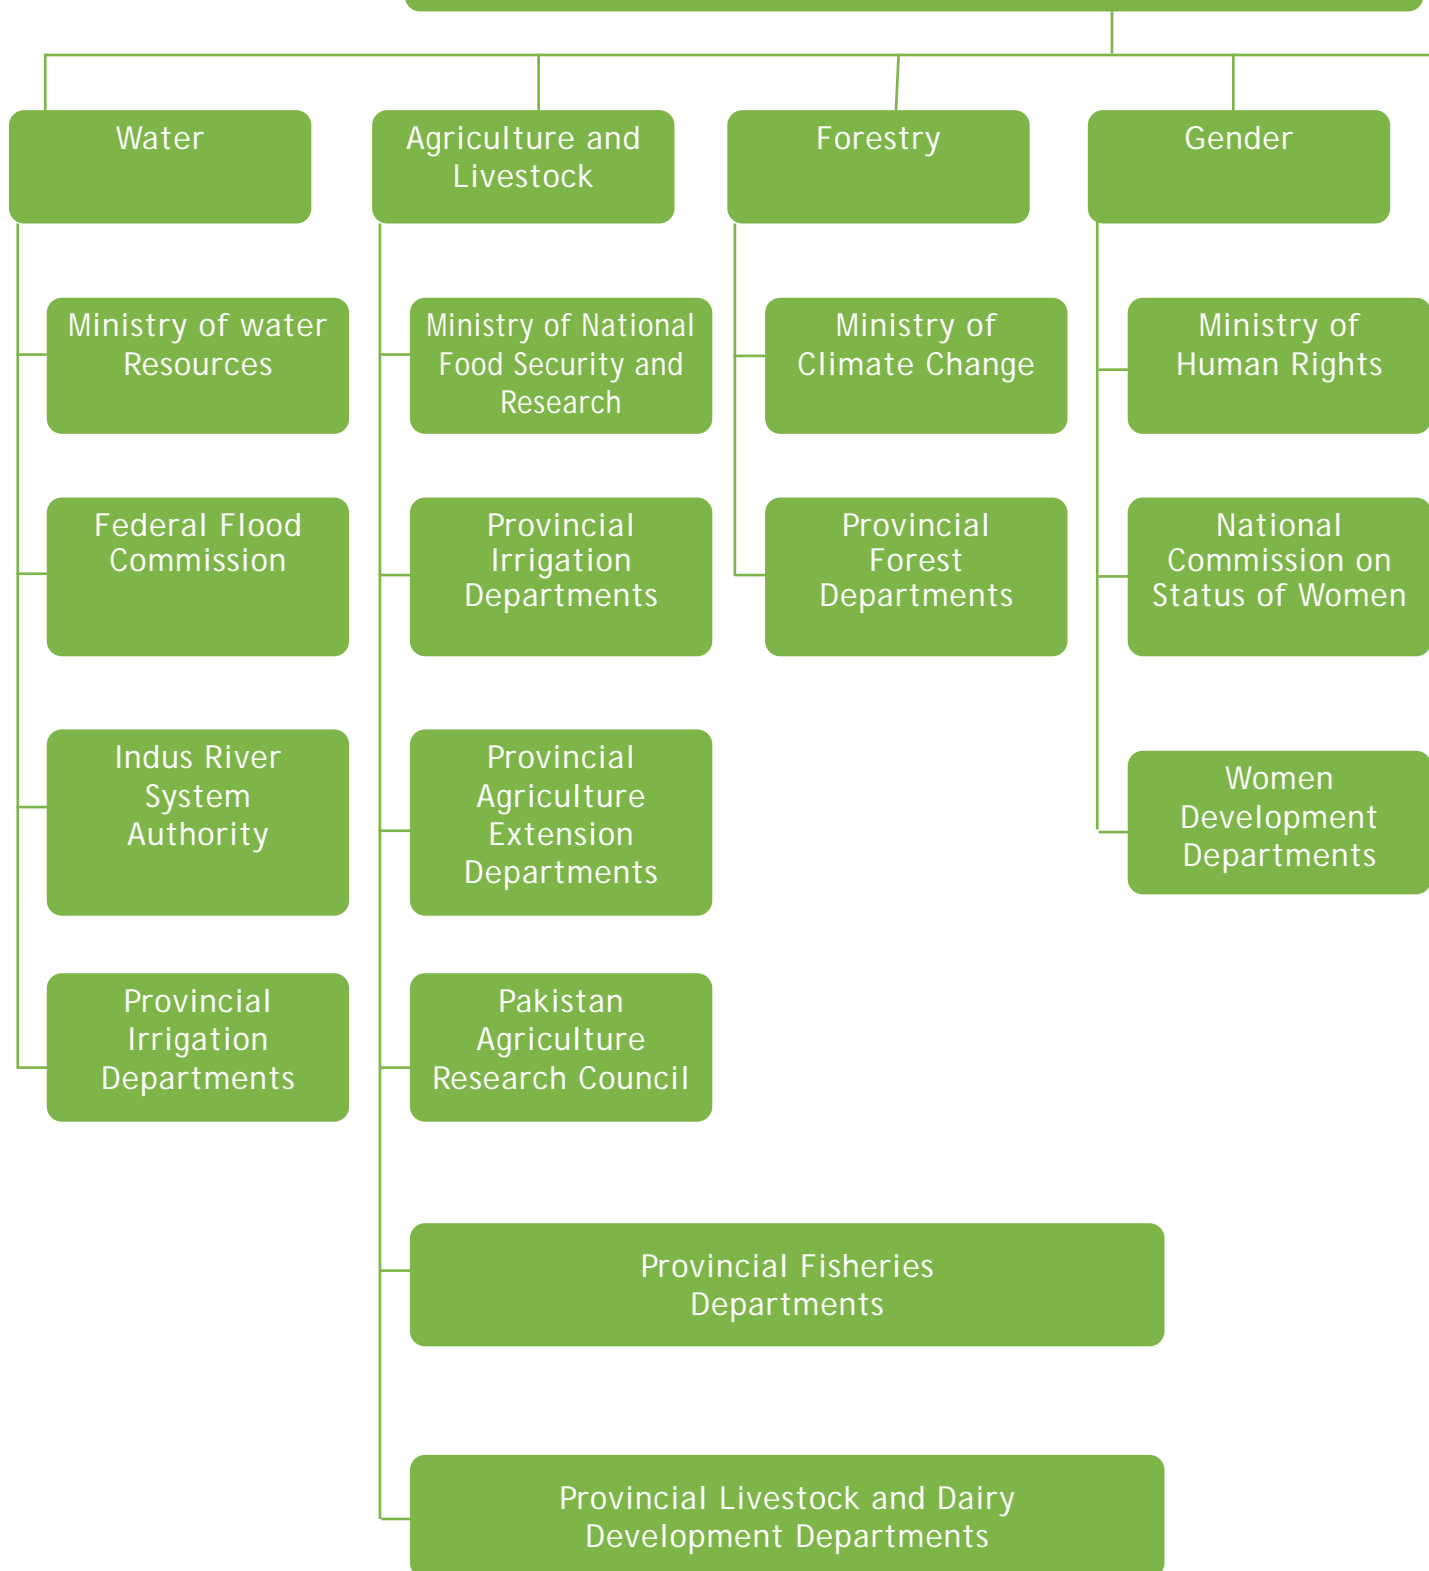 Water
Agriculture and
Livestock
Forestry
Gender
Ministry of water
Resources
Ministry of National
Food Security and
Research
Ministry of
Climate Change
Ministry of
Human Rights
Federal Flood
Commission
Provincial
Irrigation
Departments
Provincial
Forest
Departments
National
Commission on
Status of Women
Indus River
System
Authority
Provincial
Agriculture
Extension
Departments
Women
Development
Departments
Provincial
Irrigation
Departments
Pakistan
Agriculture
Research Council
Provincial Fisheries
Departments
Provincial Livestock and Dairy
Development Departments